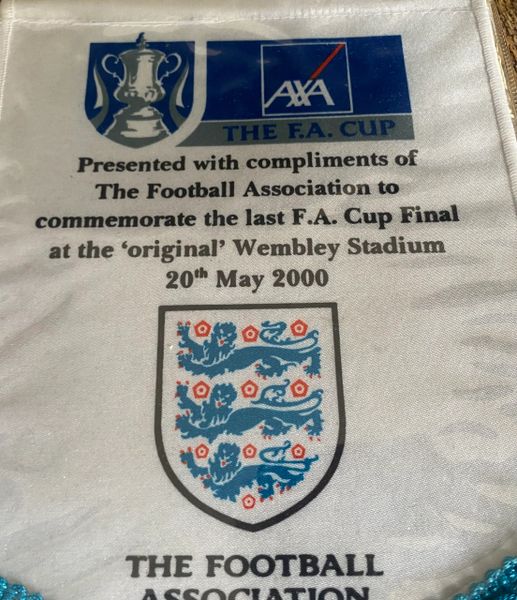 AXA
THE F.A. CUP
Presented with compliments of
The Football Association to
commemorate the last F.A. Cup Final
at the ‘original’ Wembley Stadium
20th May 2000
THE FOOTBALL
ASSOCIATION